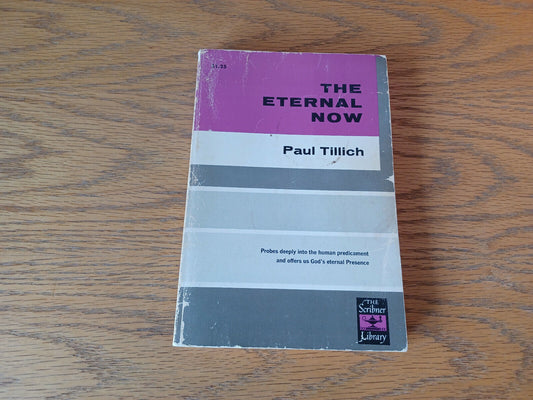 $1.25
THE
ETERNAL
NOW
Paul Tillich
Probes deeply into the human predicament
and offers us God's eternal Presence
THE
Scribner
Library